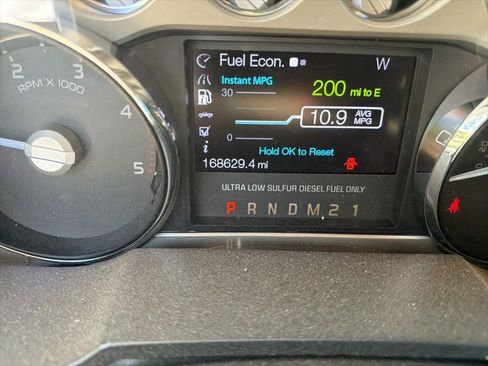 Fuel Econ.
W
Instant MPG
30
200 mi to E
10.9 AVG MPG
0
Hold OK to Reset
168629.4 mi
ULTRA LOW SULFUR DIESEL FUEL ONLY
P R N D M 2 1
2 3 4 5
RPM X 1000